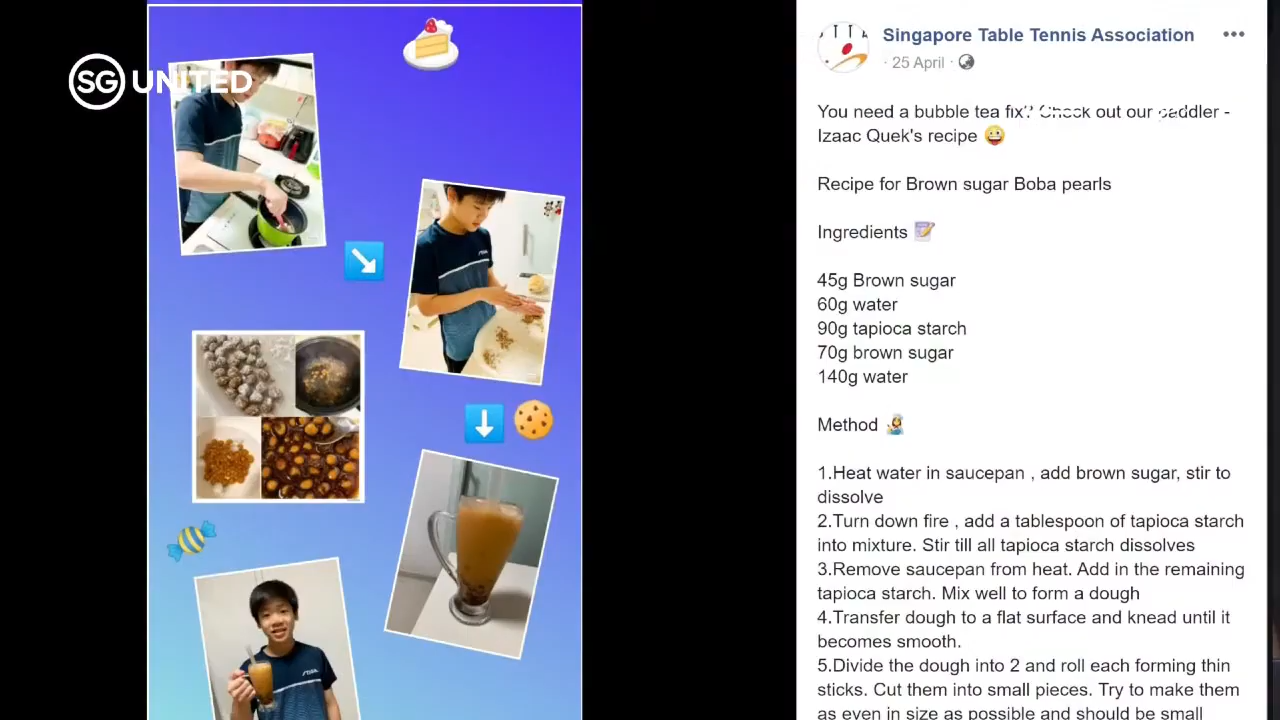 SG UNITED
Singapore Table Tennis Association
· 25 April ·
You need a bubble tea fix? Check out our paddler -
Izaac Quek's recipe 😀
Recipe for Brown sugar Boba pearls
Ingredients 📝
45g Brown sugar
60g water
90g tapioca starch
70g brown sugar
140g water
Method 👩‍🍳
1.Heat water in saucepan , add brown sugar, stir to
dissolve
2.Turn down fire , add a tablespoon of tapioca starch
into mixture. Stir till all tapioca starch dissolves
3.Remove saucepan from heat. Add in the remaining
tapioca starch. Mix well to form a dough
4.Transfer dough to a flat surface and knead until it
becomes smooth.
5.Divide the dough into 2 and roll each forming thin
sticks. Cut them into small pieces. Try to make them
as even in size as possible and should be small